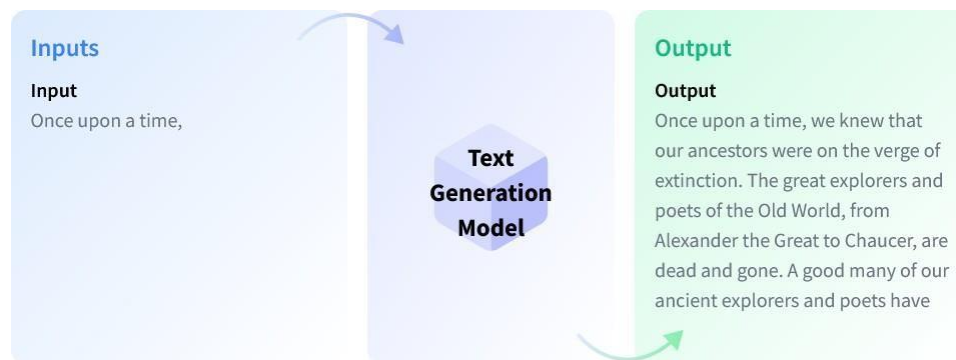 Inputs
Input
Once upon a time,
Text
Generation
Model
Output
Output
Once upon a time, we knew that
our ancestors were on the verge of
extinction. The great explorers and
poets of the Old World, from
Alexander the Great to Chaucer, are
dead and gone. A good many of our
ancient explorers and poets have